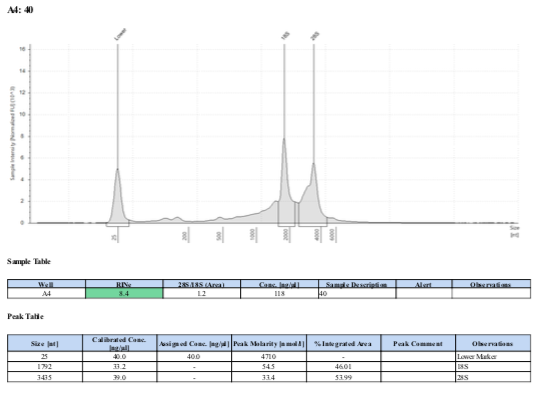 A4: 40
Lower
18S
28S
Sample Intensity [Normalized FU] (10^3)
16
14
12
10
8
6
4
2
0
25
200
500
1000
2000
4000
6000
Size
[nt]
Sample Table
Well RINe 28S/18S (Area) Conc. [ng/µl] Sample Description Alert Observations
A4 8.4 1.2 118 40
Peak Table
Size [nt] Calibrated Conc. [ng/µl] Assigned Conc. [ng/µl] Peak Molarity [nmol/l] % Integrated Area Peak Comment Observations
25 40.0 40.0 4710 - Lower Marker
1792 33.2 - 54.5 46.01 18S
3435 39.0 - 33.4 53.99 28S